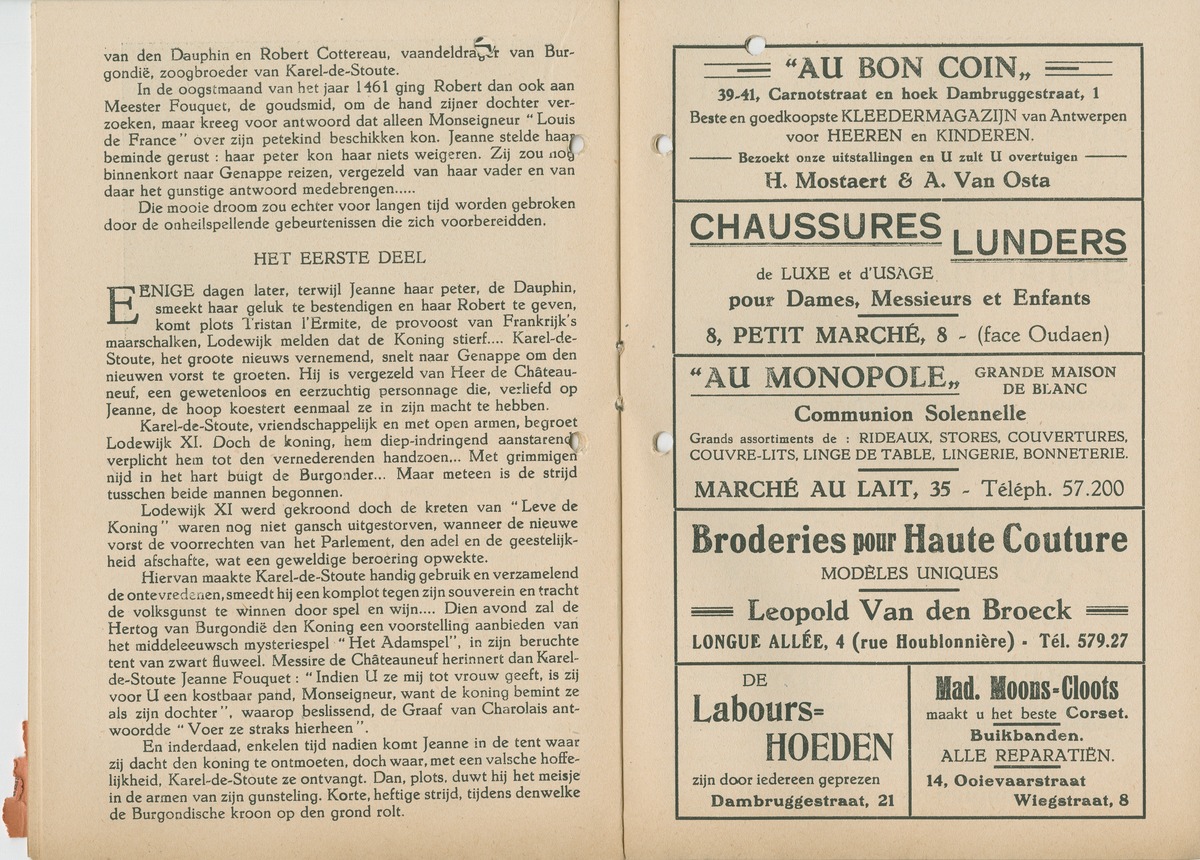 van den Dauphin en Robert Cottereau, vaandeldrager van Bur-
gondië, zoogbroeder van Karel-de-Stoute.
In de oogstmaand van het jaar 1461 ging Robert dan ook aan
Meester Fouquet, de goudsmid, om de hand zijner dochter ver-
zoeken, maar kreeg voor antwoord dat alleen Monseigneur “ Louis
de France ” over zijn petekind beschikken kon. Jeanne stelde haar
beminde gerust : haar peter kon haar niets weigeren. Zij zou nog
binnenkort naar Genappe reizen, vergezeld van haar vader en van
daar het gunstige antwoord medebrengen.....
Die mooie droom zou echter voor langen tijd worden gebroken
door de onheilspellende gebeurtenissen die zich voorbereidden.
HET EERSTE DEEL
EENIGE dagen later, terwijl Jeanne haar peter, de Dauphin,
smeekt haar geluk te bestendigen en haar Robert te geven,
komt plots Tristan l'Ermite, de provoost van Frankrijk's
maarschalken, Lodewijk melden dat de Koning stierf.... Karel-de-
Stoute, het groote nieuws vernemend, snelt naar Genappe om den
nieuwen vorst te groeten. Hij is vergezeld van Heer de Château-
neuf, een gewetenloos en eerzuchtig personnage die, verliefd op
Jeanne, de hoop koestert eenmaal ze in zijn macht te hebben.
Karel-de-Stoute, vriendschappelijk en met open armen, begroet
Lodewijk XI. Doch de koning, hem diep-indringend aanstarend
verplicht hem tot den vernederenden handzoen... Met grimmigen
nijd in het hart buigt de Burgonder... Maar meteen is de strijd
tusschen beide mannen begonnen.
Lodewijk XI werd gekroond doch de kreten van “ Leve de
Koning ” waren nog niet gansch uitgestorven, wanneer de nieuwe
vorst de voorrechten van het Parlement, den adel en de geestelijk-
heid afschafte, wat een geweldige beroering opwekte.
Hiervan maakte Karel-de-Stoute handig gebruik en verzamelend
de ontevredenen, smeedt hij een komplot tegen zijn souverein en tracht
de volksgunst te winnen door spel en wijn.... Dien avond zal de
Hertog van Burgondië den Koning een voorstelling aanbieden van
het middeleeuwsch mysteriespel “ Het Adamspel”, in zijn beruchte
tent van zwart fluweel. Messire de Châteauneuf herinnert dan Karel-
de-Stoute Jeanne Fouquet : “ Indien U ze mij tot vrouw geeft, is zij
voor U een kostbaar pand, Monseigneur, want de koning bemint ze
als zijn dochter ”, waarop beslissend, de Graaf van Charolais ant-
woordde “ Voer ze straks hierheen ”.
En inderdaad, enkelen tijd nadien komt Jeanne in de tent waar
zij dacht den koning te ontmoeten, doch waar, met een valsche hoffe-
lijkheid, Karel-de-Stoute ze ontvangt. Dan, plots, duwt hij het meisje
in de armen van zijn gunsteling. Korte, heftige strijd, tijdens denwelke
de Burgondische kroon op den grond rolt.
“AU BON COIN„
39-41, Carnotstraat en hoek Dambruggestraat, 1
Beste en goedkoopste KLEEDERMAGAZIJN van Antwerpen
voor HEEREN en KINDEREN.
Bezoekt onze uitstallingen en U zult U overtuigen
H. Mostaert & A. Van Osta
CHAUSSURES LUNDERS
de LUXE et d'USAGE
pour Dames, Messieurs et Enfants
8, PETIT MARCHÉ, 8 - (face Oudaen)
“AU MONOPOLE„ GRANDE MAISON
DE BLANC
Communion Solennelle
Grands assortiments de : RIDEAUX, STORES, COUVERTURES,
COUVRE-LITS, LINGE DE TABLE, LINGERIE, BONNETERIE.
MARCHÉ AU LAIT, 35 - Téléph. 57.200
Broderies pour Haute Couture
MODÈLES UNIQUES
Leopold Van den Broeck
LONGUE ALLÉE, 4 (rue Houblonnière) - Tél. 579.27
DE
Labours=
HOEDEN
zijn door iedereen geprezen
Dambruggestraat, 21
Mad. Moons-Cloots
maakt u het beste Corset.
Buikbanden.
ALLE REPARATIËN.
14, Ooievaarstraat
Wiegstraat, 8